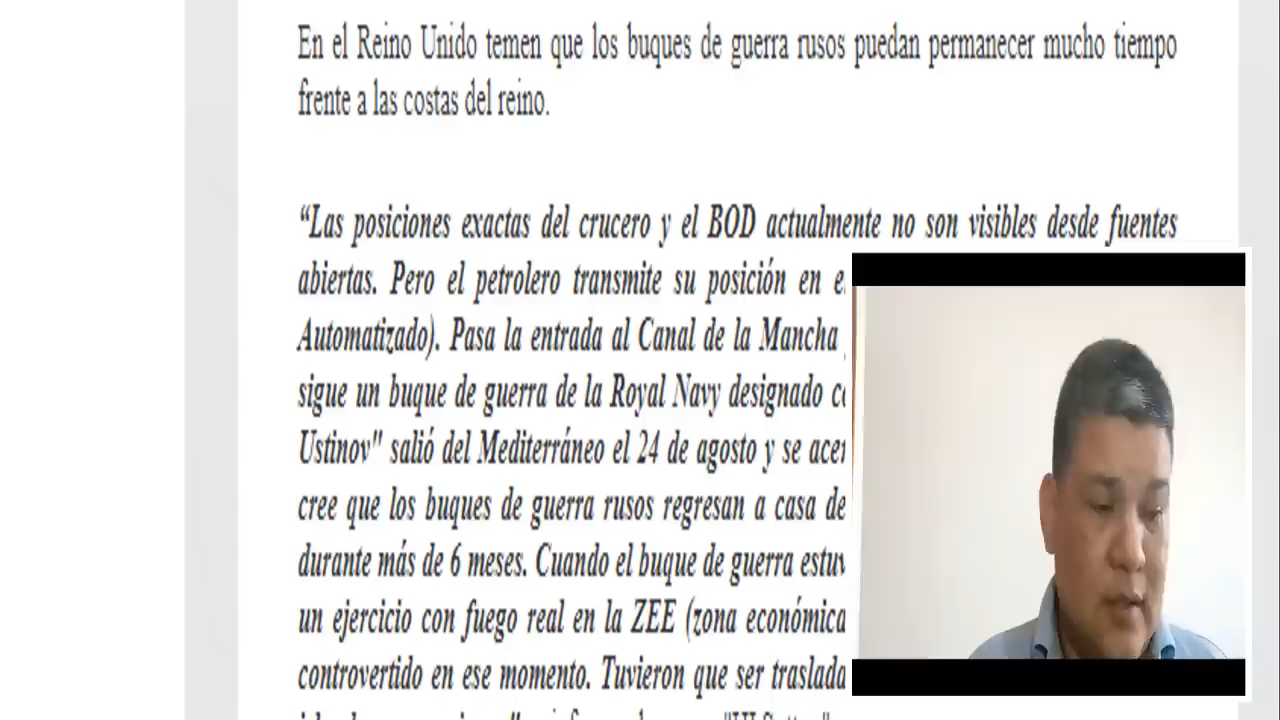 En el Reino Unido temen que los buques de guerra rusos puedan permanecer mucho tiempo
frente a las costas del reino.
“Las posiciones exactas del crucero y el BOD actualmente no son visibles desde fuentes
abiertas. Pero el petrolero transmite su posición en
Automatizado). Pasa la entrada al Canal de la Mancha
sigue un buque de guerra de la Royal Navy designado
Ustinov" salió del Mediterráneo el 24 de agosto y se
cree que los buques de guerra rusos regresan a casa
durante más de 6 meses. Cuando el buque de guerra
un ejercicio con fuego real en la ZEE (zona económica
controvertido en ese momento. Tuvieron que ser